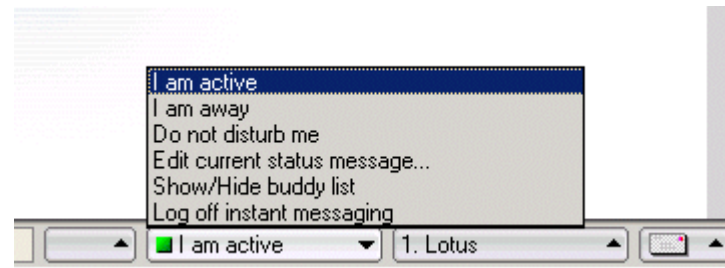 I am active
I am away
Do not disturb me
Edit current status message...
Show/Hide buddy list
Log off instant messaging
I am active 1. Lotus